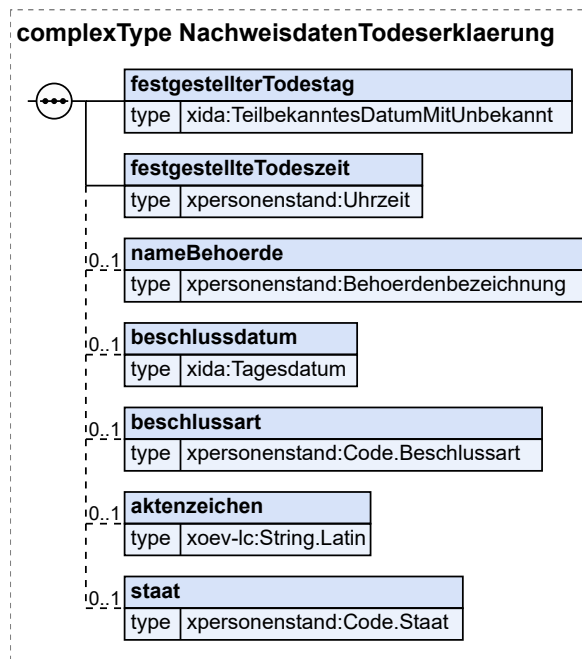 complexType NachweisdatenTodeserklaerung
festgestellterTodestag
type xida:TeilbekanntesDatumMitUnbekannt
festgestellteTodeszeit
type xpersonenstand:Uhrzeit
0..1 nameBehoerde
type xpersonenstand:Behoerdenbezeichnung
0..1 beschlussdatum
type xida:Tagesdatum
0..1 beschlussart
type xpersonenstand:Code.Beschlussart
0..1 aktenzeichen
type xoev-lc:String.Latin
0..1 staat
type xpersonenstand:Code.Staat